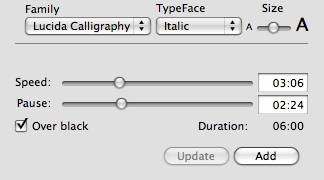 Family TypeFace Size
Lucida Calligraphy Italic A A
Speed: 03:06
Pause: 02:24
Over black Duration: 06:00
Update Add